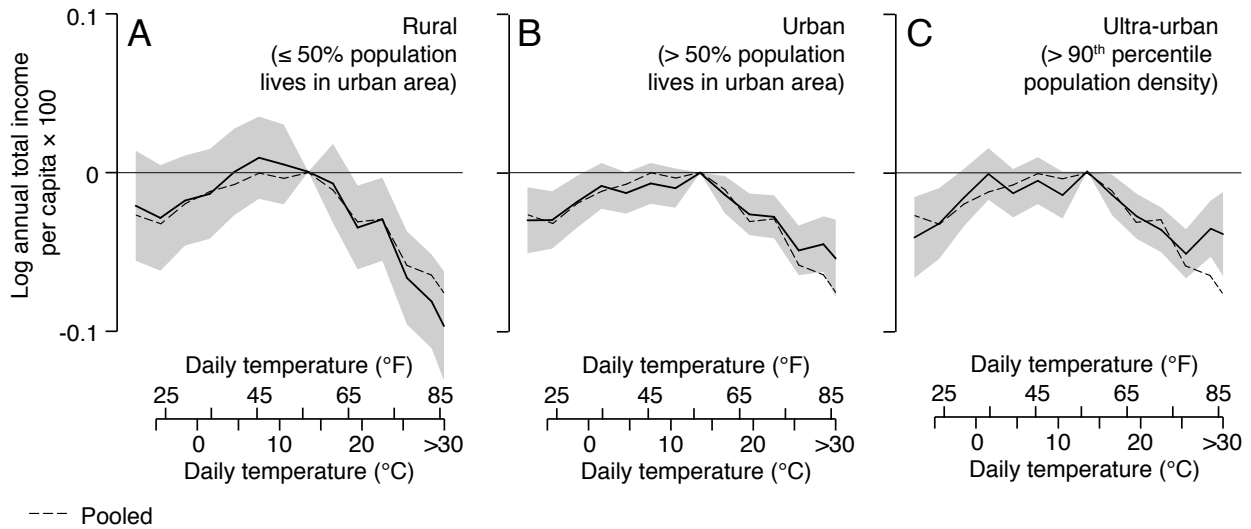 A
Rural
(≤ 50% population
lives in urban area)
B
Urban
(> 50% population
lives in urban area)
C
Ultra-urban
(> 90th percentile
population density)
Log annual total income
per capita × 100
0.1
0
-0.1
Daily temperature (°F)
25 45 65 85
0 10 20 >30
Daily temperature (°C)
Daily temperature (°F)
25 45 65 85
0 10 20 >30
Daily temperature (°C)
Daily temperature (°F)
25 45 65 85
0 10 20 >30
Daily temperature (°C)
Pooled